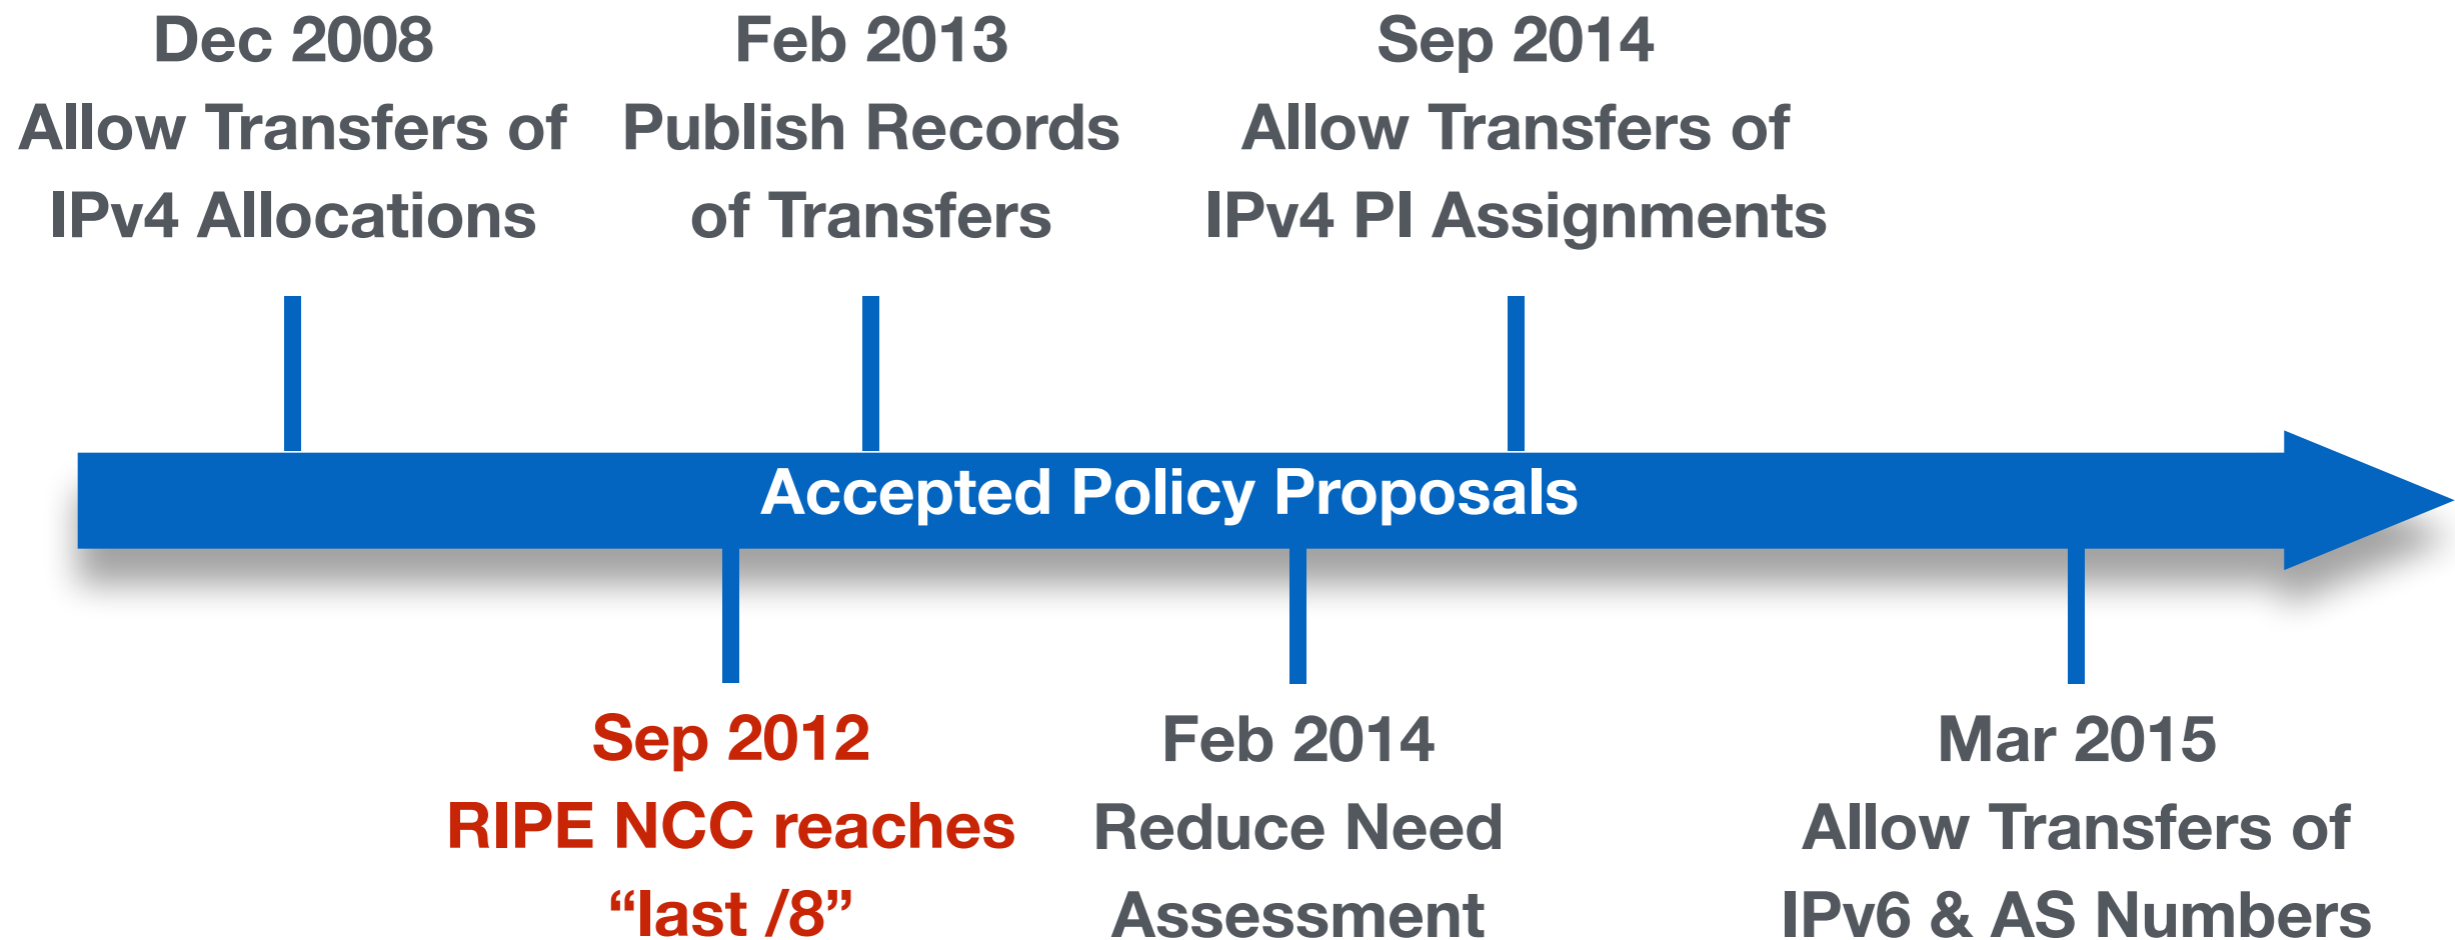 Dec 2008
Allow Transfers of
IPv4 Allocations
Feb 2013
Publish Records
of Transfers
Sep 2014
Allow Transfers of
IPv4 PI Assignments
Accepted Policy Proposals
Sep 2012
RIPE NCC reaches
“last /8”
Feb 2014
Reduce Need
Assessment
Mar 2015
Allow Transfers of
IPv6 & AS Numbers